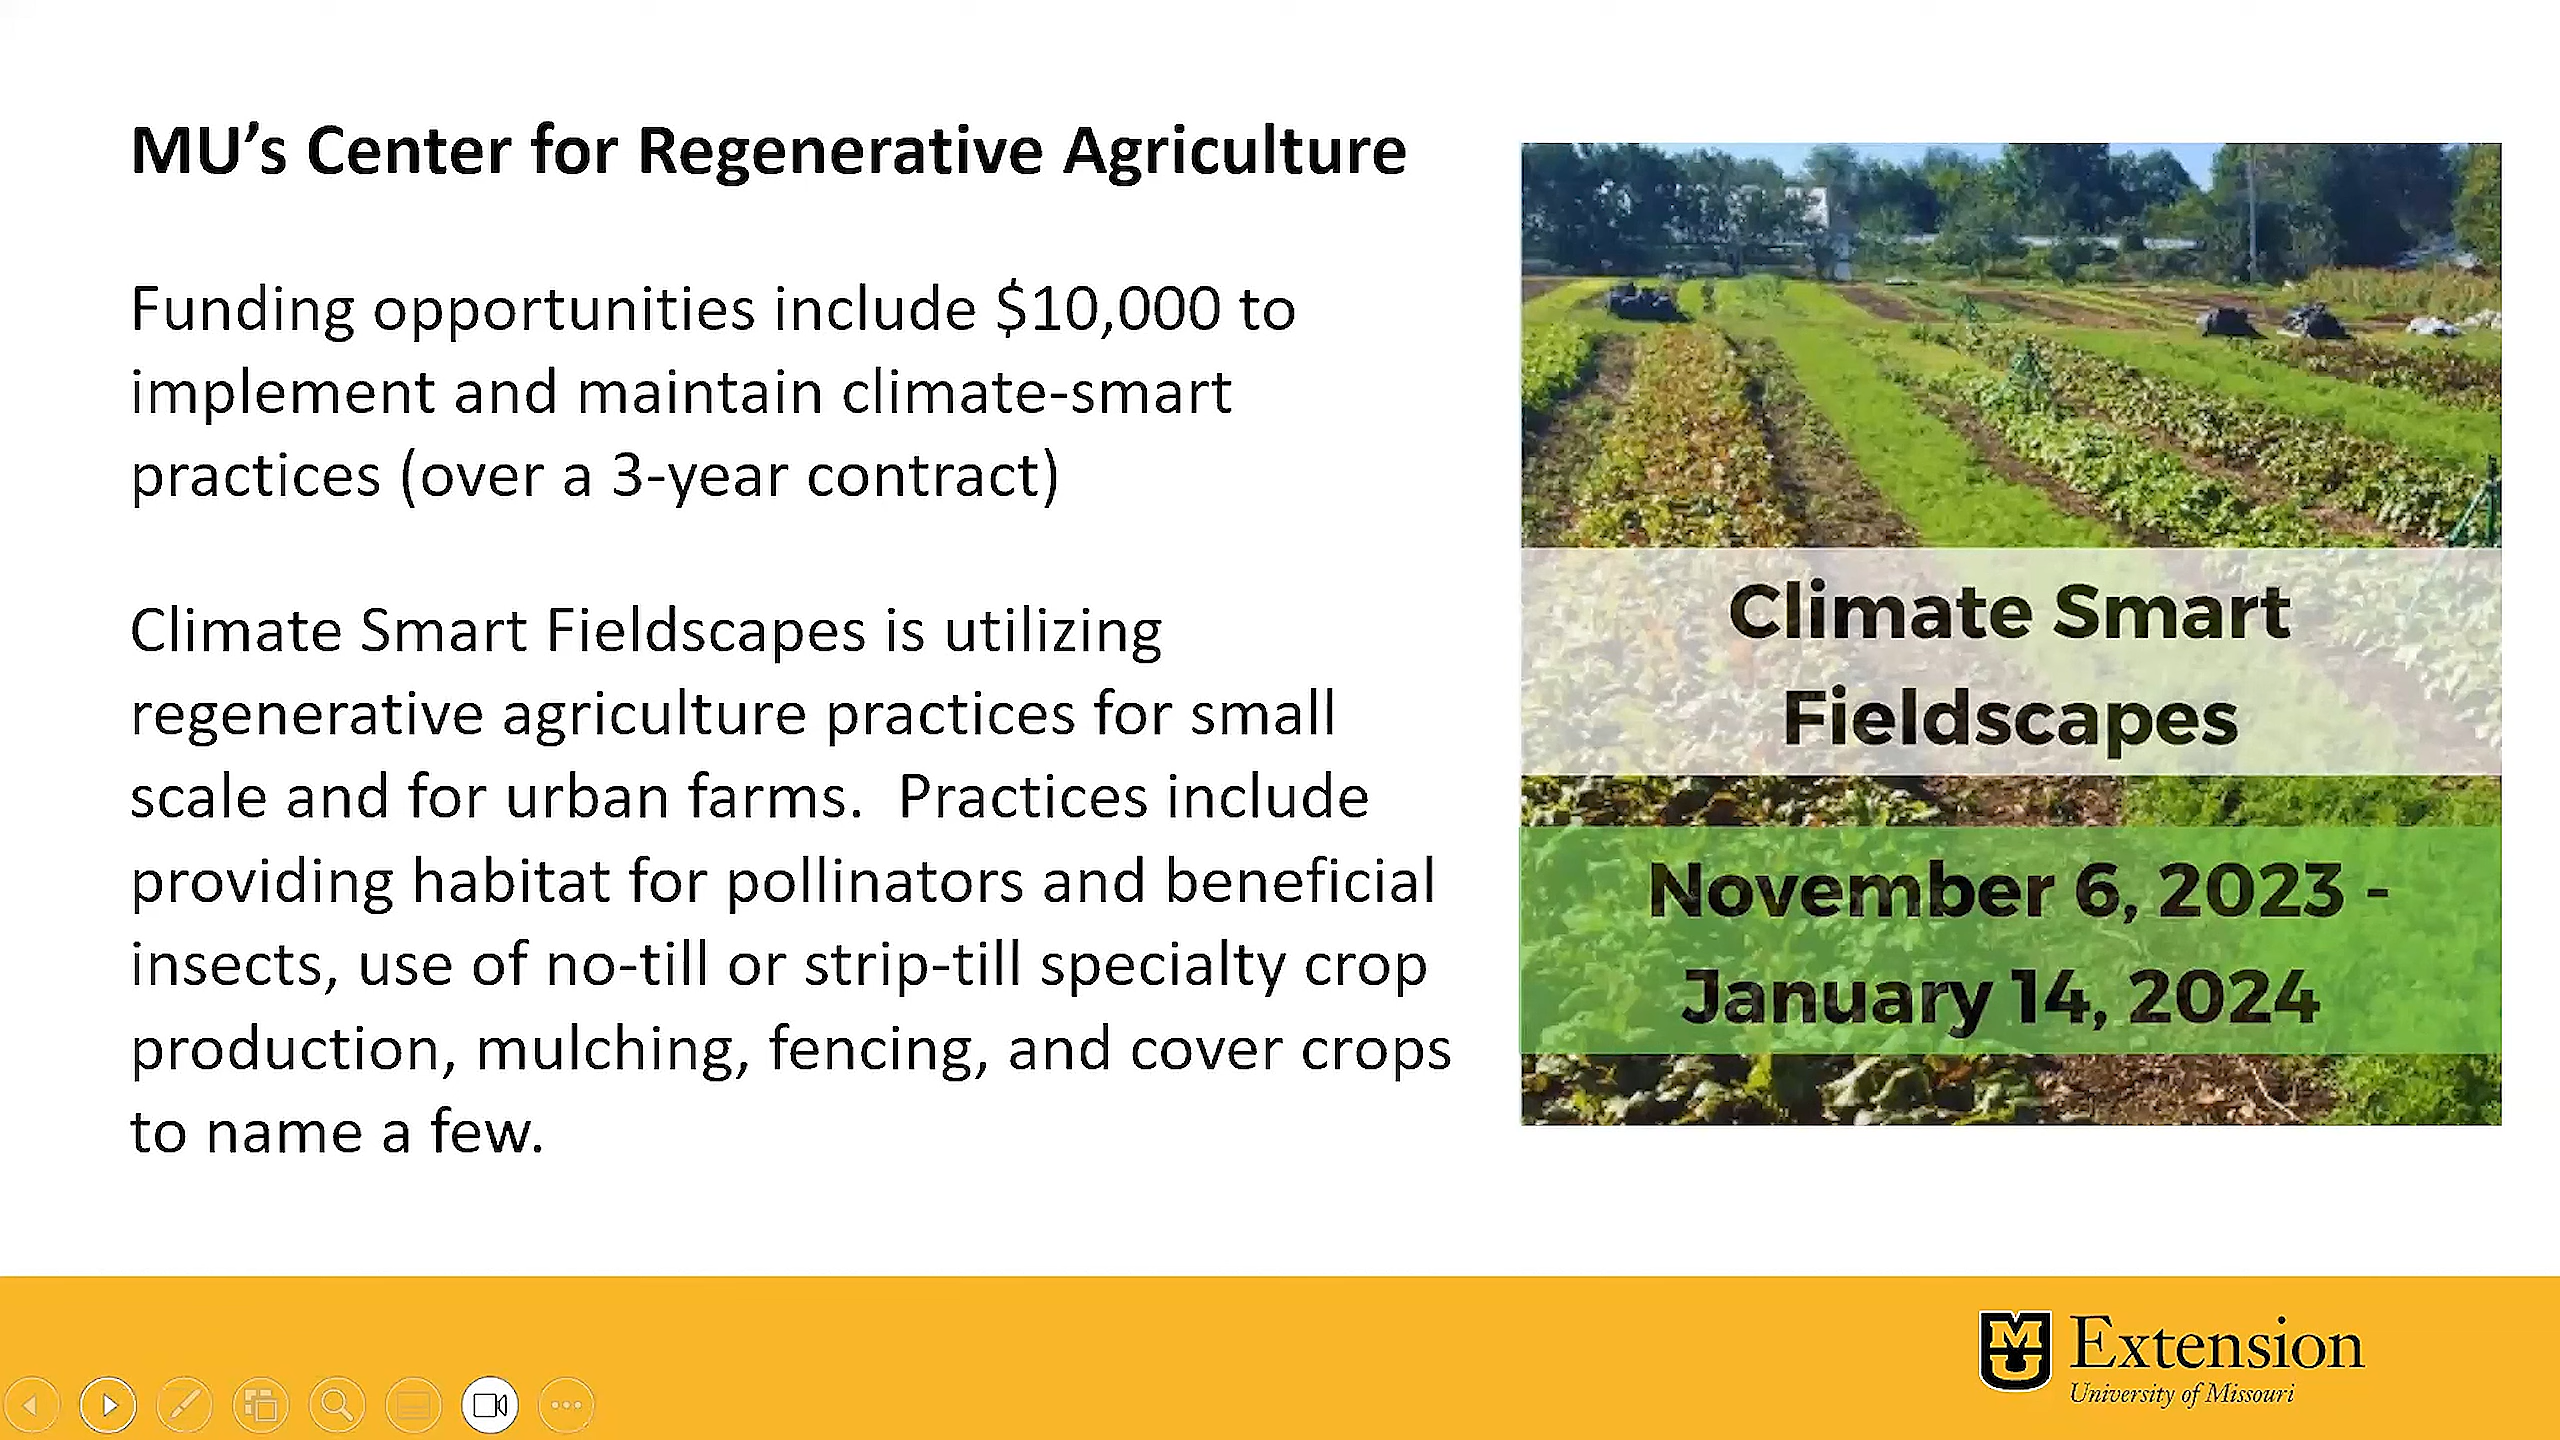 MU’s Center for Regenerative Agriculture
Funding opportunities include $10,000 to
implement and maintain climate-smart
practices (over a 3-year contract)
Climate Smart Fieldscapes is utilizing
regenerative agriculture practices for small
scale and for urban farms.  Practices include
providing habitat for pollinators and beneficial
insects, use of no-till or strip-till specialty crop
production, mulching, fencing, and cover crops
to name a few.
Climate Smart
Fieldscapes
November 6, 2023 -
January 14, 2024
MU Extension
University of Missouri